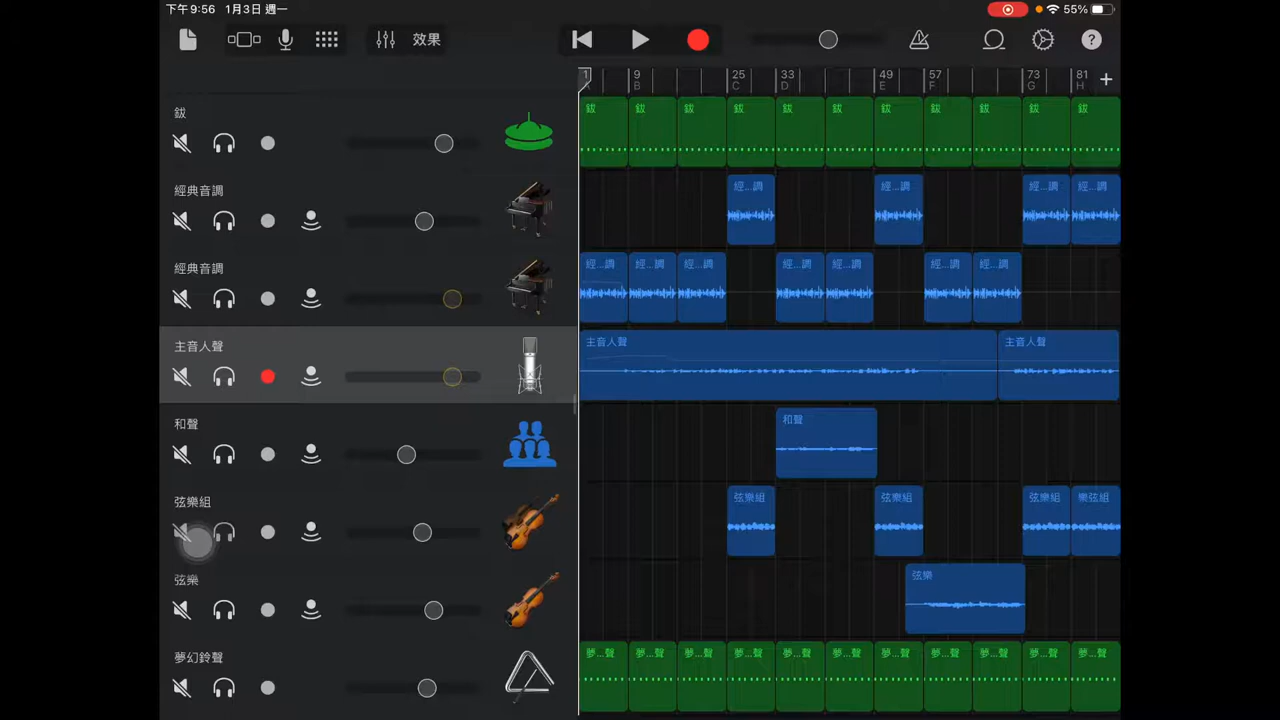 下午9:56 1月3日 週一 55%
效果 ?
1 9 25 33 49 57 73 81 +
A B C D E F G H
鈸 鈸 鈸 鈸 鈸 鈸 鈸 鈸 鈸 鈸 鈸 鈸
經典音調 經...調 經...調 經...調 經...調
經典音調 經...調 經...調 經...調 經...調 經...調 經...調 經...調
主音人聲 主音人聲 主音人聲
和聲 和聲
弦樂組 弦樂組 弦樂組 弦樂組 樂弦組
弦樂 弦樂
夢幻鈴聲 夢...聲 夢...聲 夢...聲 夢...聲 夢...聲 夢...聲 夢...聲 夢...聲 夢...聲 夢...聲 夢...聲